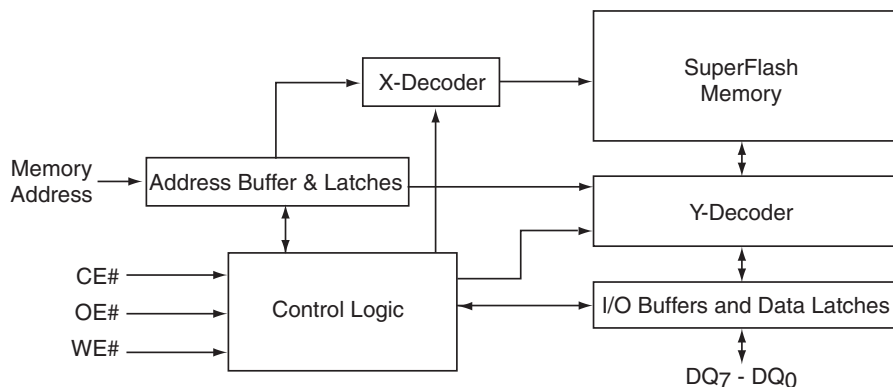 X-Decoder
SuperFlash
Memory
Memory
Address
Address Buffer & Latches
Y-Decoder
CE#
OE#
WE#
Control Logic
I/O Buffers and Data Latches
DQ7 - DQ0